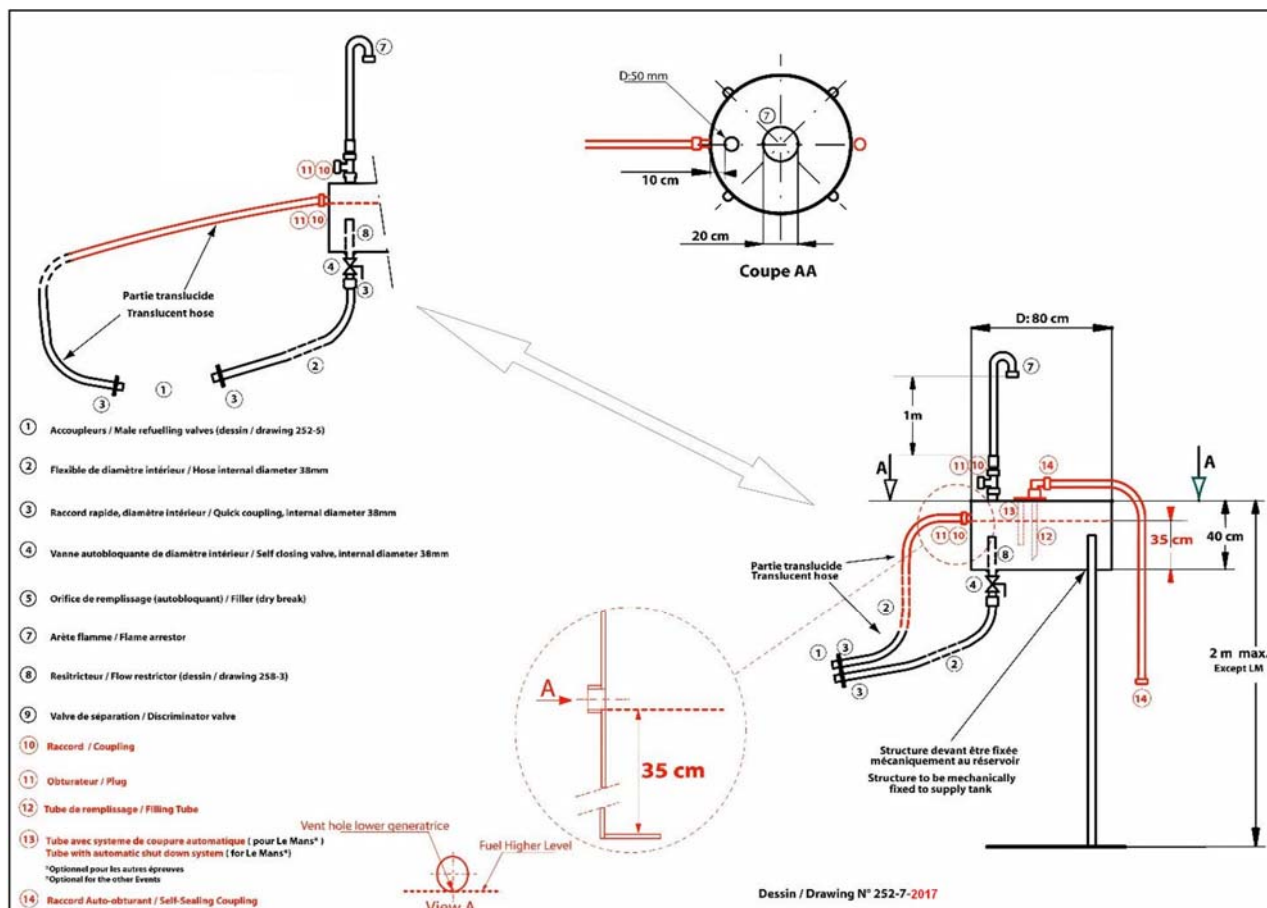 7
11 10
11 10
8
4
3
Partie translucide
Translucent hose
2
1
3
3
D:50 mm
7
10 cm
20 cm
Coupe AA
D: 80 cm
7
1m
A
A
11 10
14
13
11 10
12
8
35 cm
40 cm
4
Partie translucide
Translucent hose
2
3
1
2
3
14
2 m max.
Except LM
Structure devant être fixée
mécaniquement au réservoir
Structure to be mechanically
fixed to supply tank
A
35 cm
Vent hole lower generatrice
Fuel Higher Level
View A
1 Accoupleurs / Male refuelling valves (dessin / drawing 252-5)
2 Flexible de diamètre intérieur / Hose internal diameter 38mm
3 Raccord rapide, diamètre intérieur / Quick coupling, internal diameter 38mm
4 Vanne autobloquante de diamètre intérieur / Self closing valve, internal diameter 38mm
5 Orifice de remplissage (autobloquant) / Filler (dry break)
7 Arète flamme / Flame arrestor
8 Resitricteur / Flow restrictor (dessin / drawing 258-3)
9 Valve de séparation / Discriminator valve
10 Raccord / Coupling
11 Obturateur / Plug
12 Tube de remplissage / Filling Tube
13 Tube avec systeme de coupure automatique ( pour Le Mans* )
Tube with automatic shut down system ( for Le Mans*)
*Optionnel pour les autres épreuves
*Optional for the other Events
14 Raccord Auto-obturant / Self-Sealing Coupling
Dessin / Drawing N° 252-7-2017